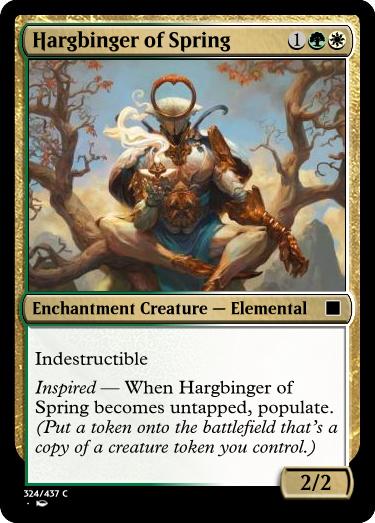 Hargbinger of Spring 1
Enchantment Creature — Elemental
Indestructible
Inspired — When Hargbinger of
Spring becomes untapped, populate.
(Put a token onto the battlefield that's a
copy of a creature token you control.)
2/2
324/437 C